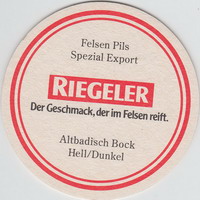 Felsen Pils
Spezial Export
RIEGELER
Der Geschmack, der im Felsen reift.
Altbadisch Bock
Hell/Dunkel